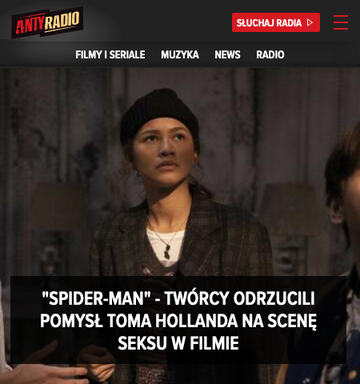 ANTYRADIO
SŁUCHAJ RADIA
FILMY I SERIALE MUZYKA NEWS RADIO
"SPIDER-MAN" - TWÓRCY ODRZUCILI
POMYSŁ TOMA HOLLANDA NA SCENĘ
SEKSU W FILMIE